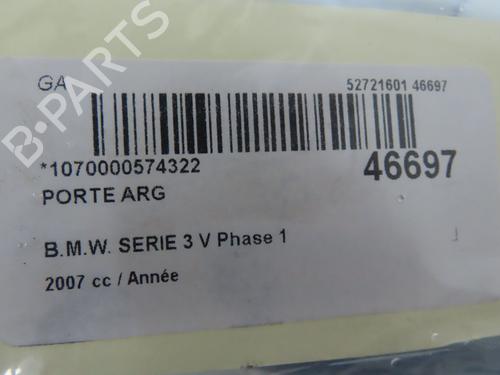 GA 52721601 46697
*1070000574322 46697
PORTE ARG
B.M.W. SERIE 3 V Phase 1
2007 cc / Année
B-PARTS